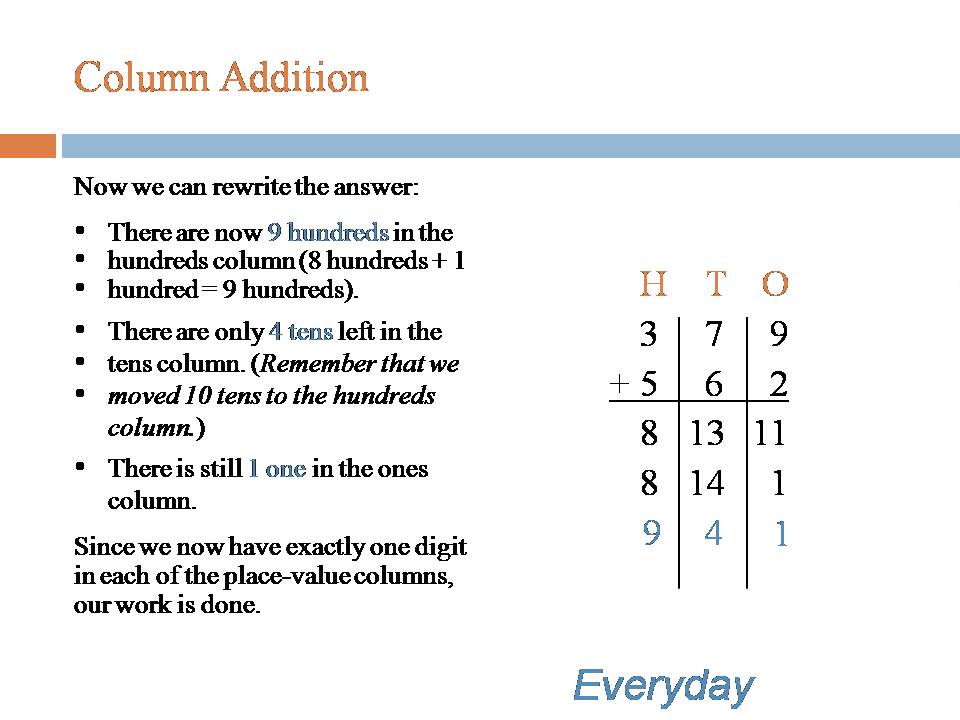 Column Addition
Now we can rewrite the answer:
• There are now 9 hundreds in the
• hundreds column (8 hundreds + 1
• hundred = 9 hundreds).
• There are only 4 tens left in the
• tens column. (Remember that we
• moved 10 tens to the hundreds
column.)
• There is still 1 one in the ones
column.
Since we now have exactly one digit
in each of the place-value columns,
our work is done.
H T O
3 7 9
+ 5 6 2
8 13 11
8 14 1
9 4 1
Everyday